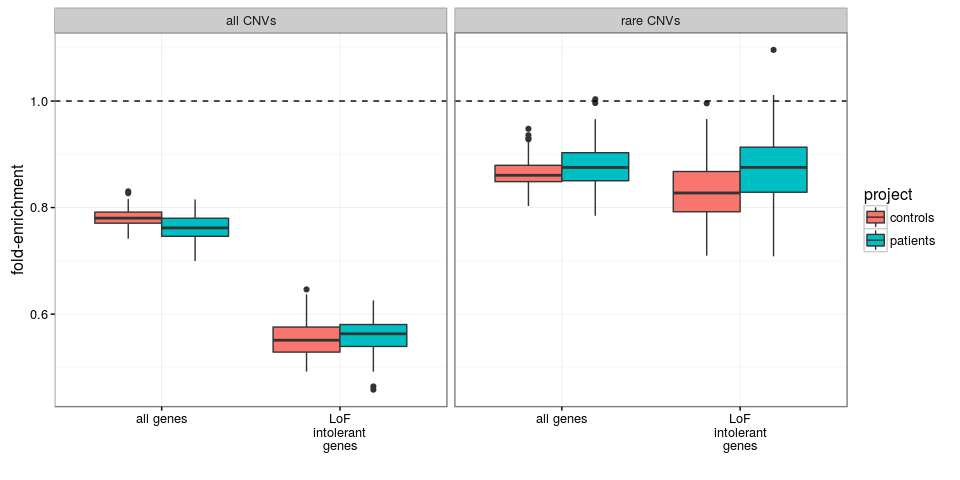 all CNVs
rare CNVs
fold-enrichment
1.0
0.8
0.6
all genes
LoF
intolerant
genes
all genes
LoF
intolerant
genes
project
controls
patients